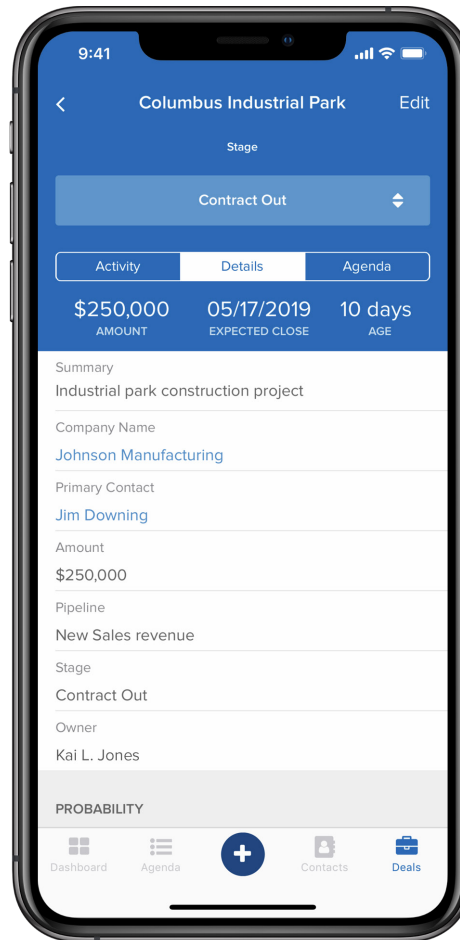 9:41
Columbus Industrial Park
Edit
Stage
Contract Out
Activity
Details
Agenda
$250,000
05/17/2019
10 days
AMOUNT
EXPECTED CLOSE
AGE
Summary
Industrial park construction project
Company Name
Johnson Manufacturing
Primary Contact
Jim Downing
Amount
$250,000
Pipeline
New Sales revenue
Stage
Contract Out
Owner
Kai L. Jones
PROBABILITY
Dashboard
Agenda
Contacts
Deals